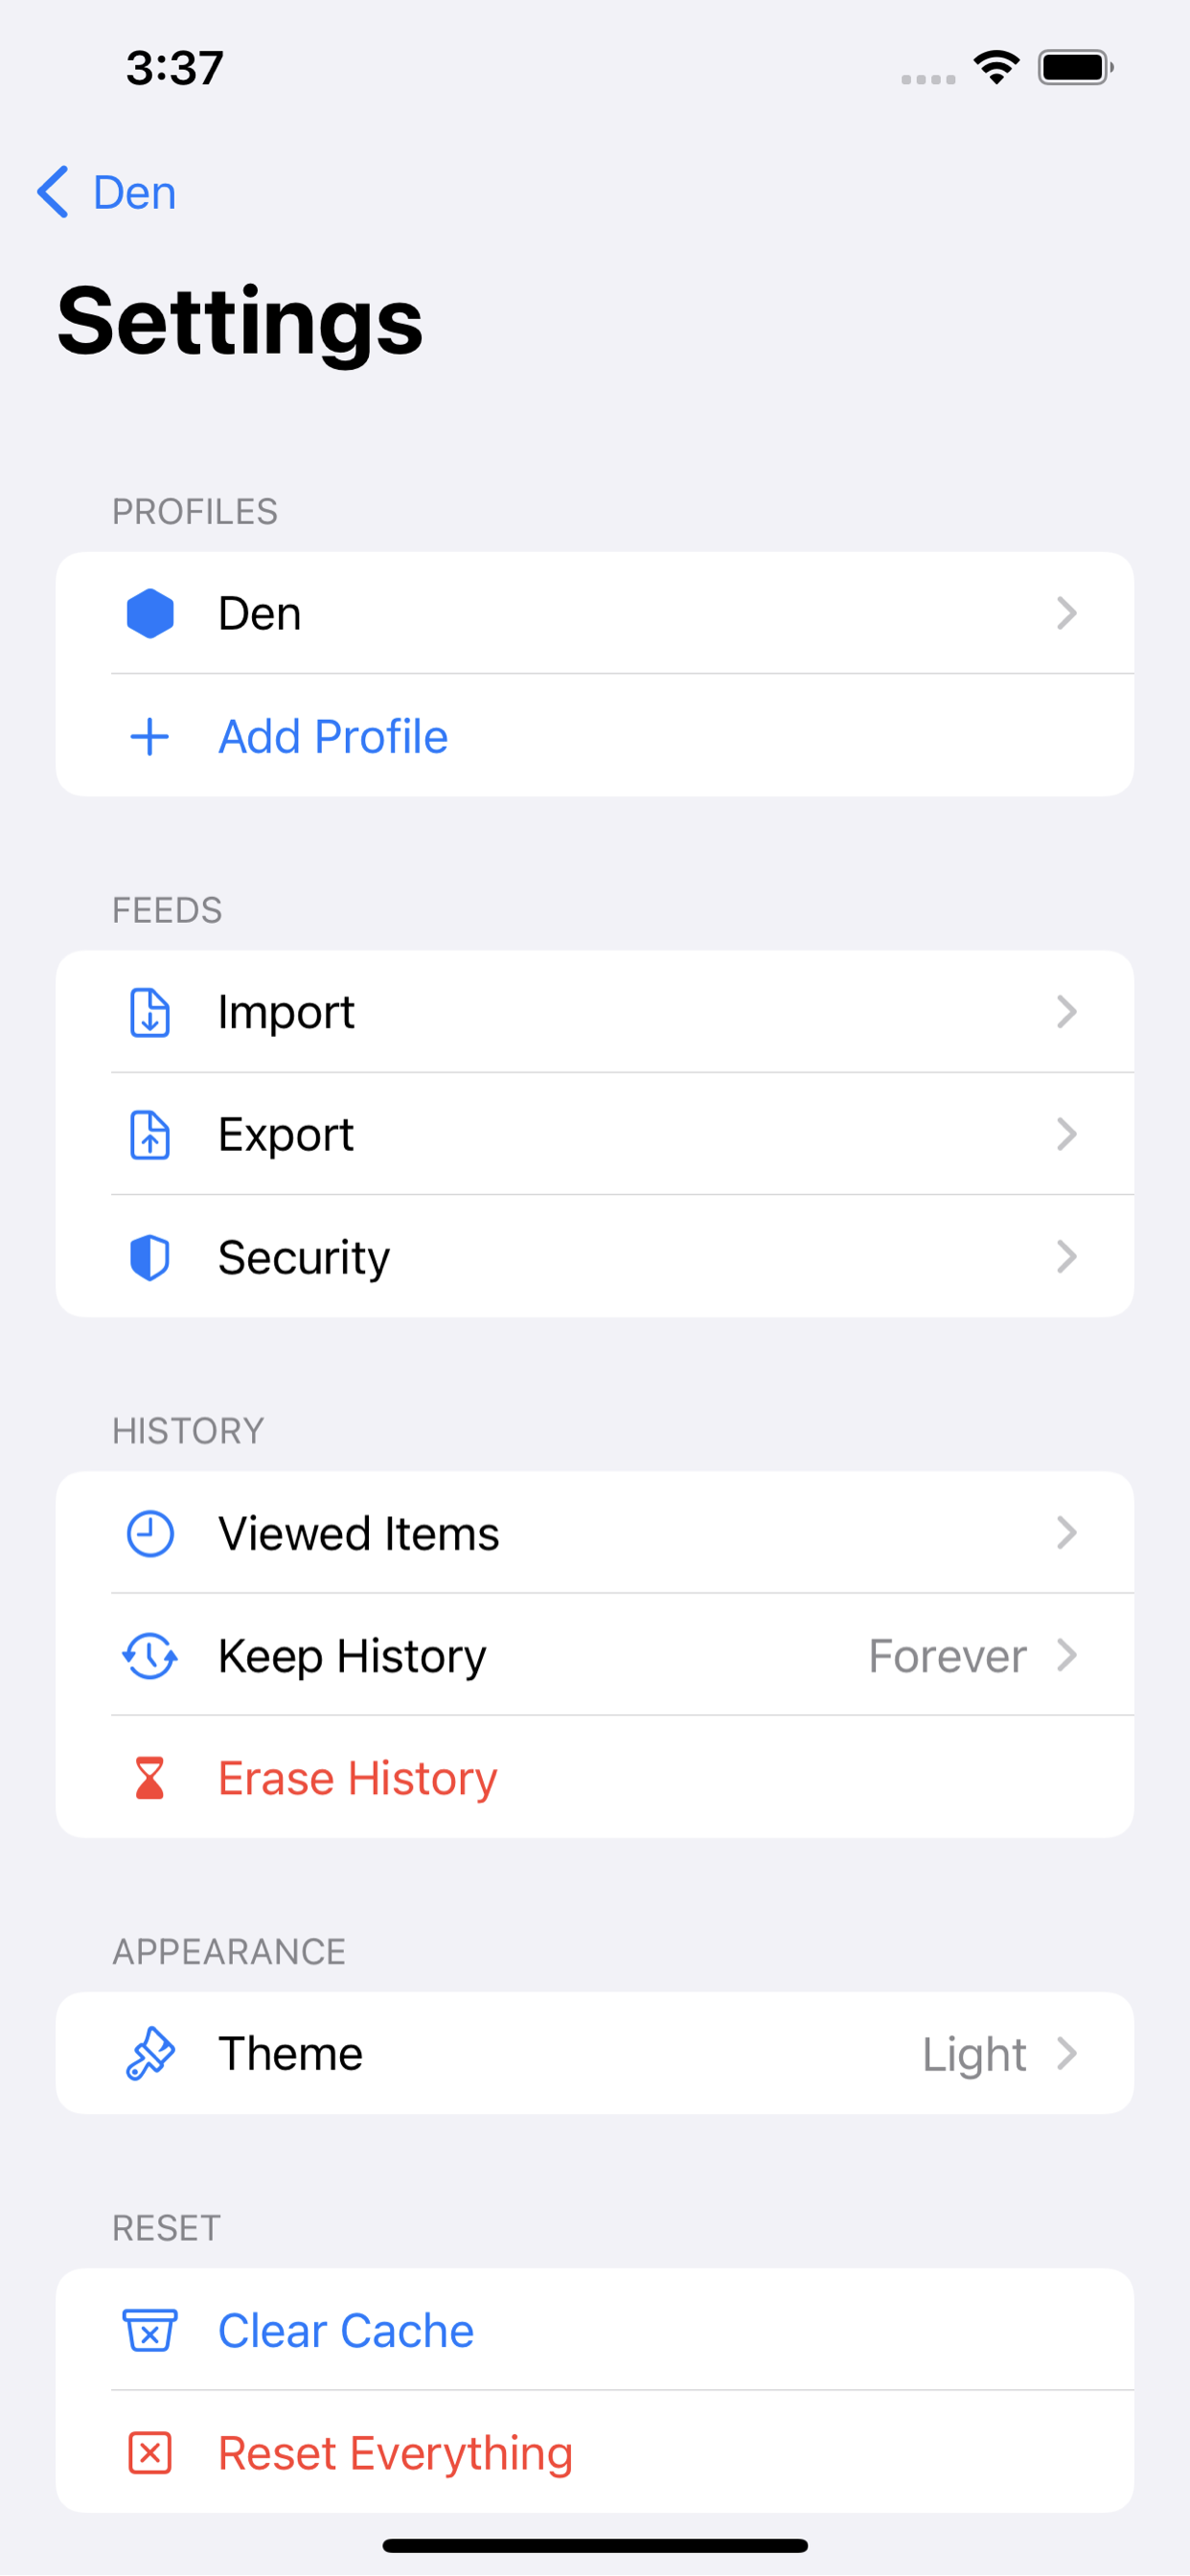 3:37
Den
Settings
PROFILES
Den
Add Profile
FEEDS
Import
Export
Security
HISTORY
Viewed Items
Keep History Forever
Erase History
APPEARANCE
Theme Light
RESET
Clear Cache
Reset Everything